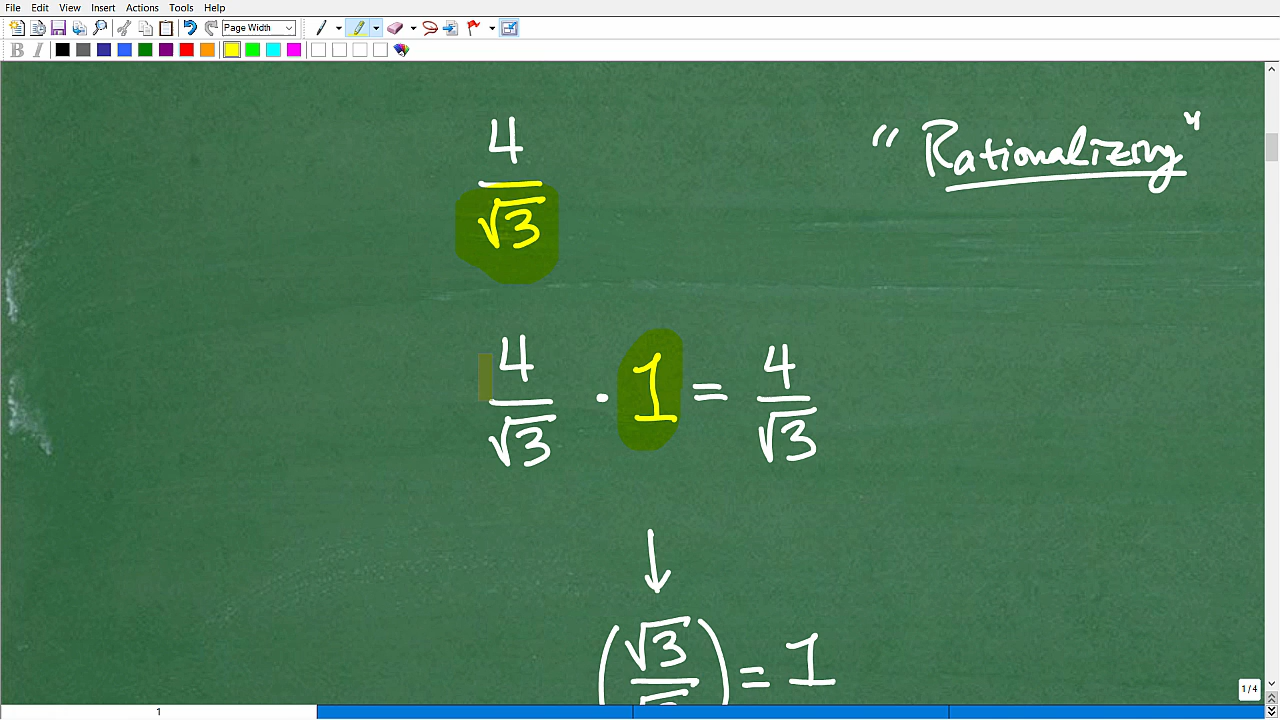 File Edit View Insert Actions Tools Help
Page Width
B I
4
√3
" Rationalizing "
4/√3 · 1 = 4/√3
↓
(√3/√ ) = 1
1/4
1